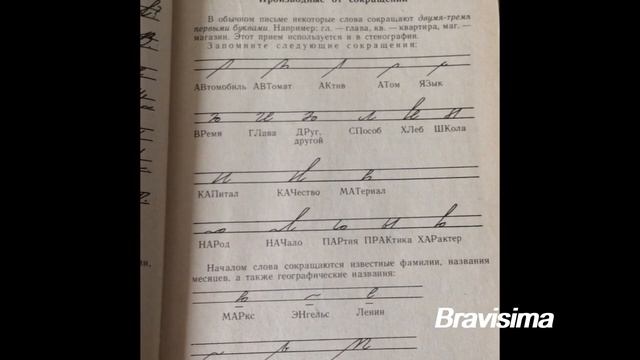 Производные от сокращений
В обычном письме некоторые слова сокращают двумя-тремя
первыми буквами. Например: гл. — глава, кв. — квартира, маг. —
магазин. Этот прием используется и в стенографии.
Запомните следующие сокращения:
АВтомобиль АВТомат АКтив АТом ЯЗык
ВРемя ГЛава ДРуг, СПособ ХЛеб ШКола
другой
КАПитал КАЧество МАТериал
НАРод НАЧало ПАРтия ПРАКтика ХАРактер
Началом слова сокращаются известные фамилии, названия
месяцев, а также географические названия:
МАРкс ЭНгельс Ленин
Bravisima